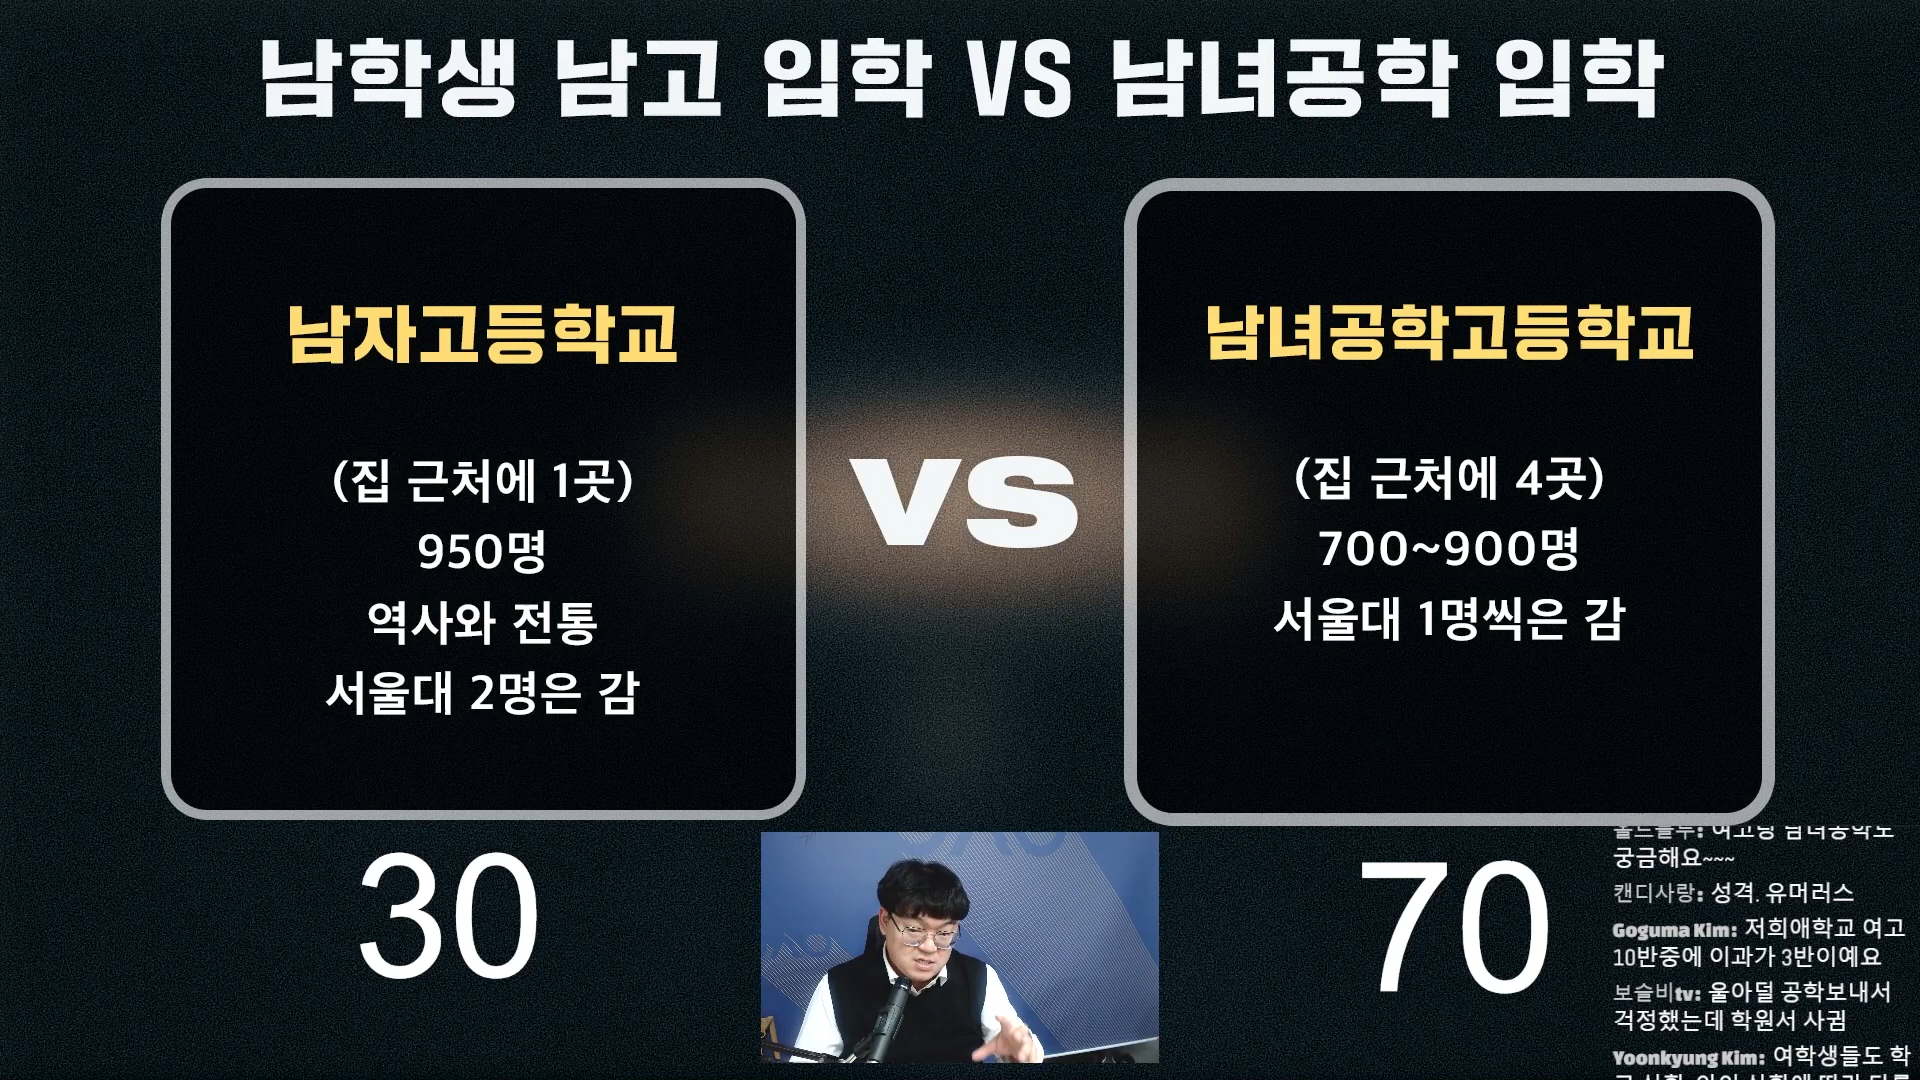 남학생 남고 입학 VS 남녀공학 입학
남자고등학교
(집 근처에 1곳)
950명
역사와 전통
서울대 2명은 감
VS
남녀공학고등학교
(집 근처에 4곳)
700~900명
서울대 1명씩은 감
30
70
궁금해요~~~
캔디사랑: 성격. 유머러스
Goguma Kim: 저희애학교 여고
10반중에 이과가 3반이예요
보슬비tv: 울아덜 공학보내서
걱정했는데 학원서 사귐
Yoonkyung Kim: 여학생들도 학